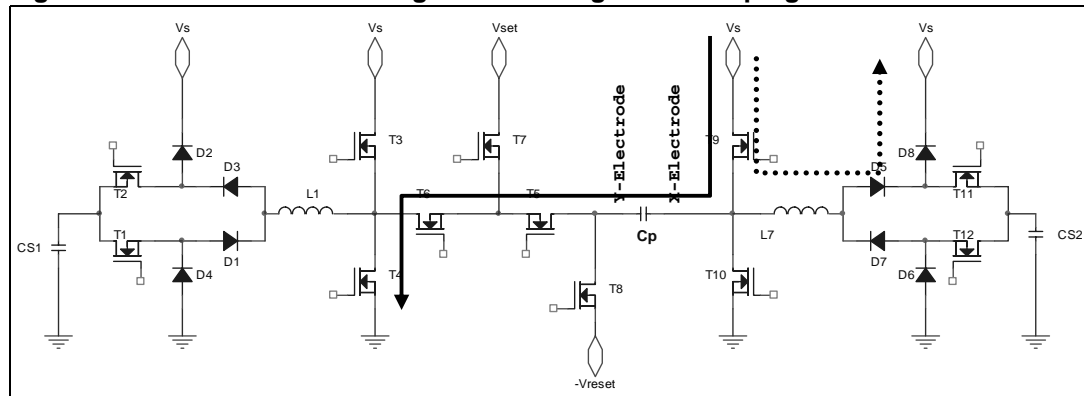 Vs
Vs
Vset
Vs
Vs
Y-Electrode
X-Electrode
T3
T7
T9
D2
D3
D8
D5
T2
L1
T6
T5
T11
CS1
T1
D1
Cp
L7
T12
CS2
D4
T4
T8
T10
D7
D6
-Vreset